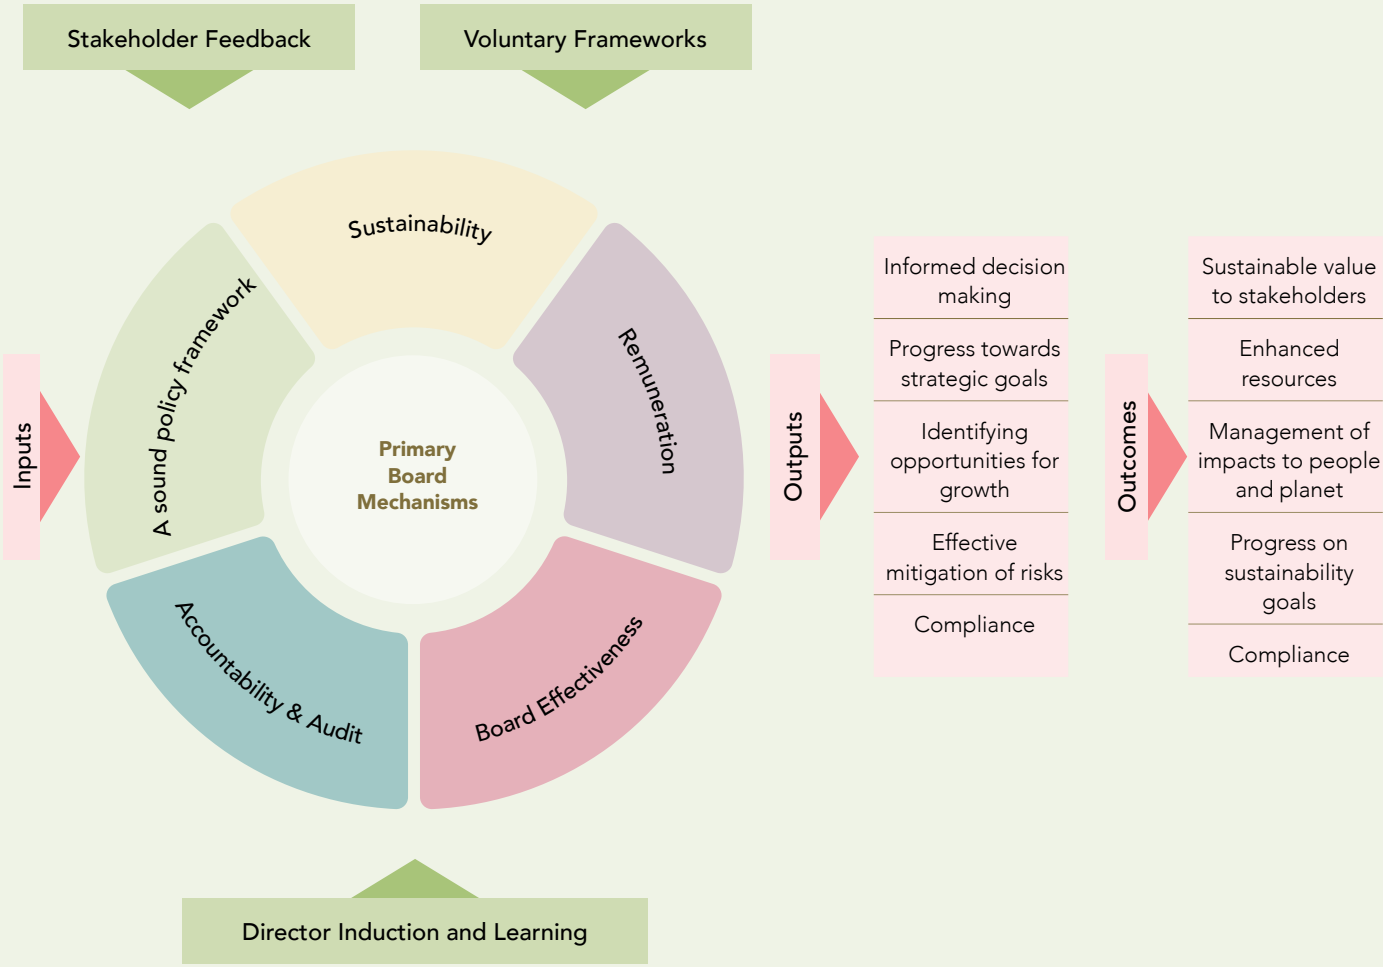 Stakeholder Feedback
Voluntary Frameworks
Inputs
A sound policy framework
Sustainability
Remuneration
Accountability & Audit
Board Effectiveness
Primary
Board
Mechanisms
Director Induction and Learning
Outputs
Informed decision
making
Progress towards
strategic goals
Identifying
opportunities for
growth
Effective
mitigation of risks
Compliance
Outcomes
Sustainable value
to stakeholders
Enhanced
resources
Management of
impacts to people
and planet
Progress on
sustainability
goals
Compliance